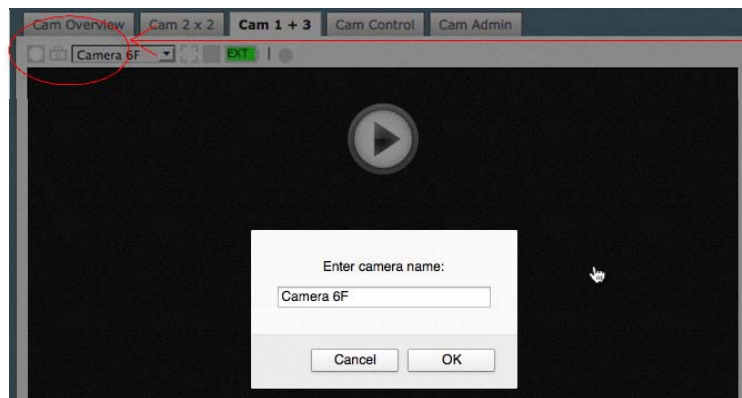 Cam Overview Cam 2 x 2 Cam 1 + 3 Cam Control Cam Admin
Camera 6F EXT
Enter camera name:
Camera 6F
Cancel OK